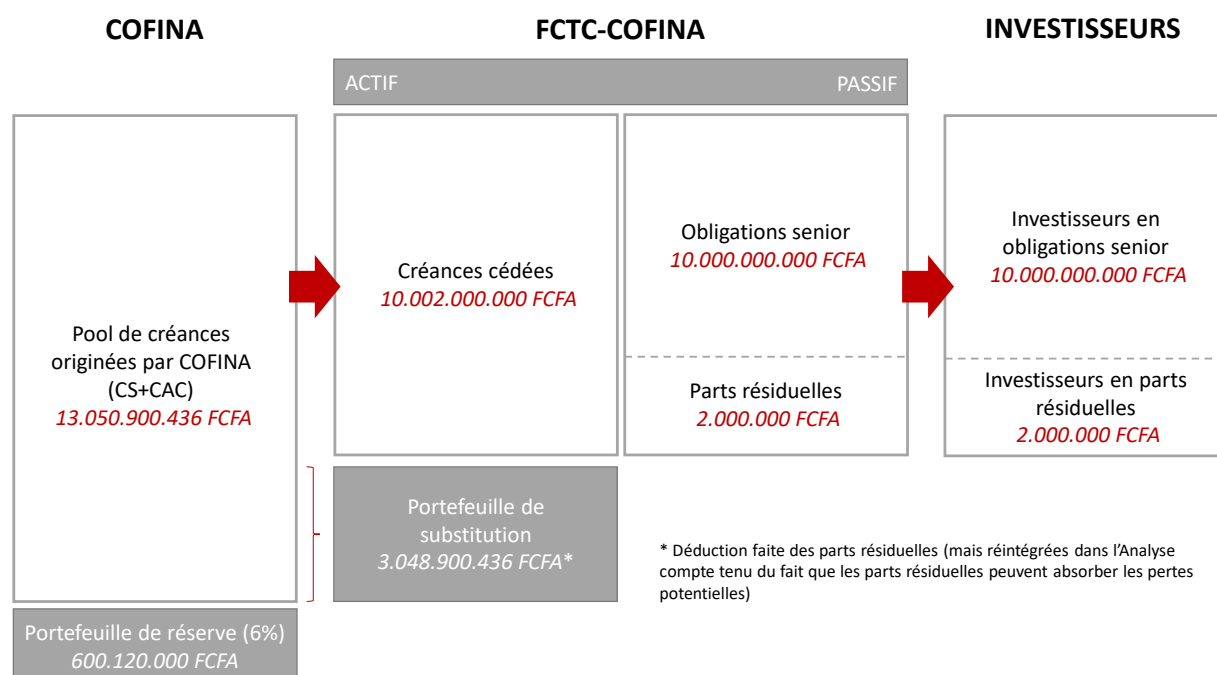 COFINA
FCTC-COFINA
INVESTISSEURS
ACTIF
PASSIF
Pool de créances
originées par COFINA
(CS+CAC)
13.050.900.436 FCFA
Créances cédées
10.002.000.000 FCFA
Obligations senior
10.000.000.000 FCFA
Parts résiduelles
2.000.000 FCFA
Investisseurs en
obligations senior
10.000.000.000 FCFA
Investisseurs en parts
résiduelles
2.000.000 FCFA
Portefeuille de
substitution
3.048.900.436 FCFA*
* Déduction faite des parts résiduelles (mais réintégrées dans l’Analyse
compte tenu du fait que les parts résiduelles peuvent absorber les pertes
potentielles)
Portefeuille de réserve (6%)
600.120.000 FCFA